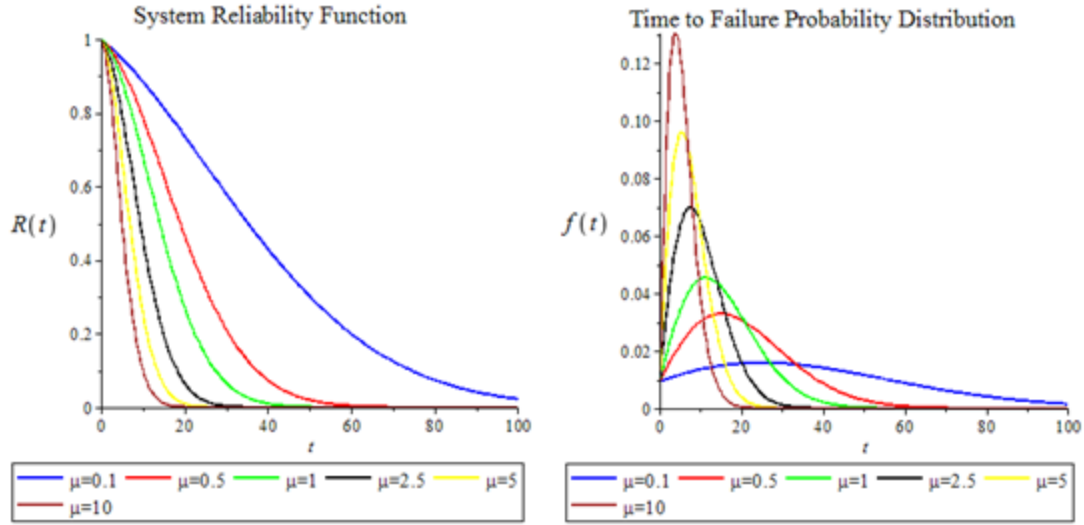 System Reliability Function
1
0.8
0.6
R(t)
0.4
0.2
0
0 20 40 60 80 100
t
μ=0.1 μ=0.5 μ=1 μ=2.5 μ=5
μ=10
Time to Failure Probability Distribution
0.12
0.10
0.08
f(t)
0.06
0.04
0.02
0
0 20 40 60 80 100
t
μ=0.1 μ=0.5 μ=1 μ=2.5 μ=5
μ=10